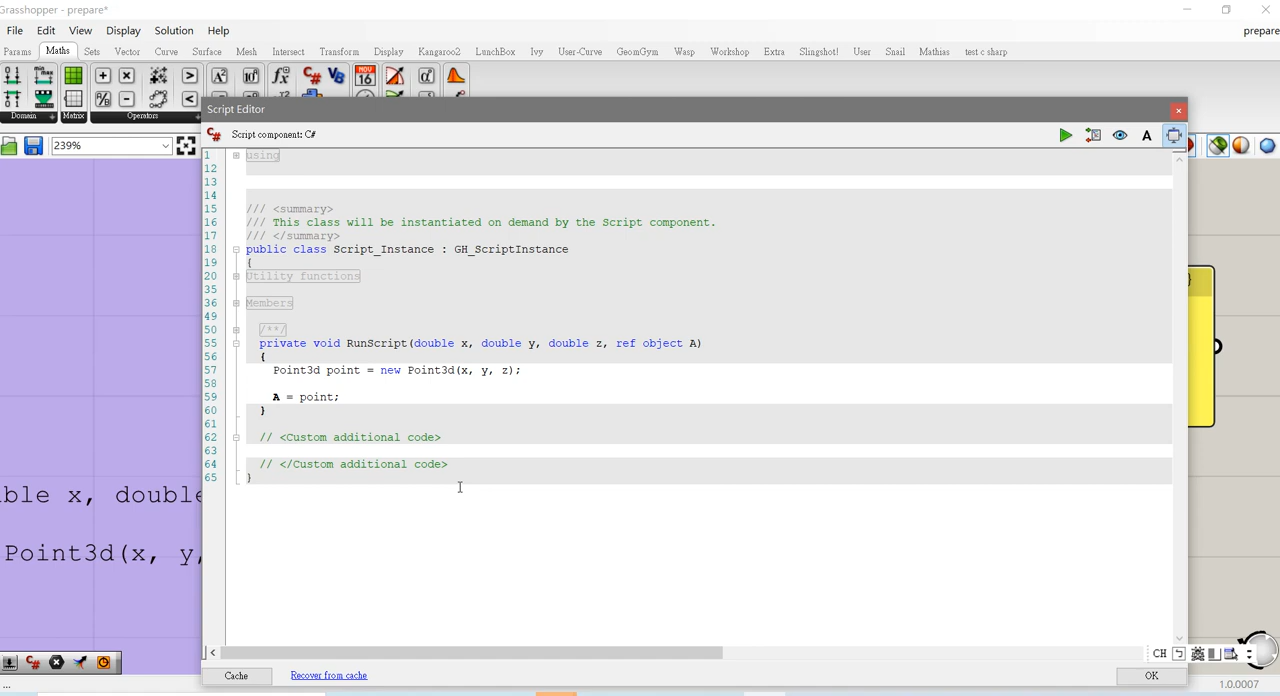 Grasshopper - prepare*
File Edit View Display Solution Help
prepare
Params Maths Sets Vector Curve Surface Mesh Intersect Transform Display Kangaroo2 LunchBox Ivy User-Curve GeomGym Wasp Workshop Extra Slingshot! User Snail Mathias test c sharp
Domain Matrix Operators
Script Editor
Script component: C#
239%
1 using
12
13
14
15 /// <summary>
16 /// This class will be instantiated on demand by the Script component.
17 /// </summary>
18 public class Script_Instance : GH_ScriptInstance
19 {
20 Utility functions
35
36 Members
49
50 /**/
55 private void RunScript(double x, double y, double z, ref object A)
56 {
57 Point3d point = new Point3d(x, y, z);
58
59 A = point;
60 }
61
62 // <Custom additional code>
63
64 // </Custom additional code>
65 }
ble x, double
Point3d(x, y,
CH
Cache Recover from cache OK
...
1.0.0007